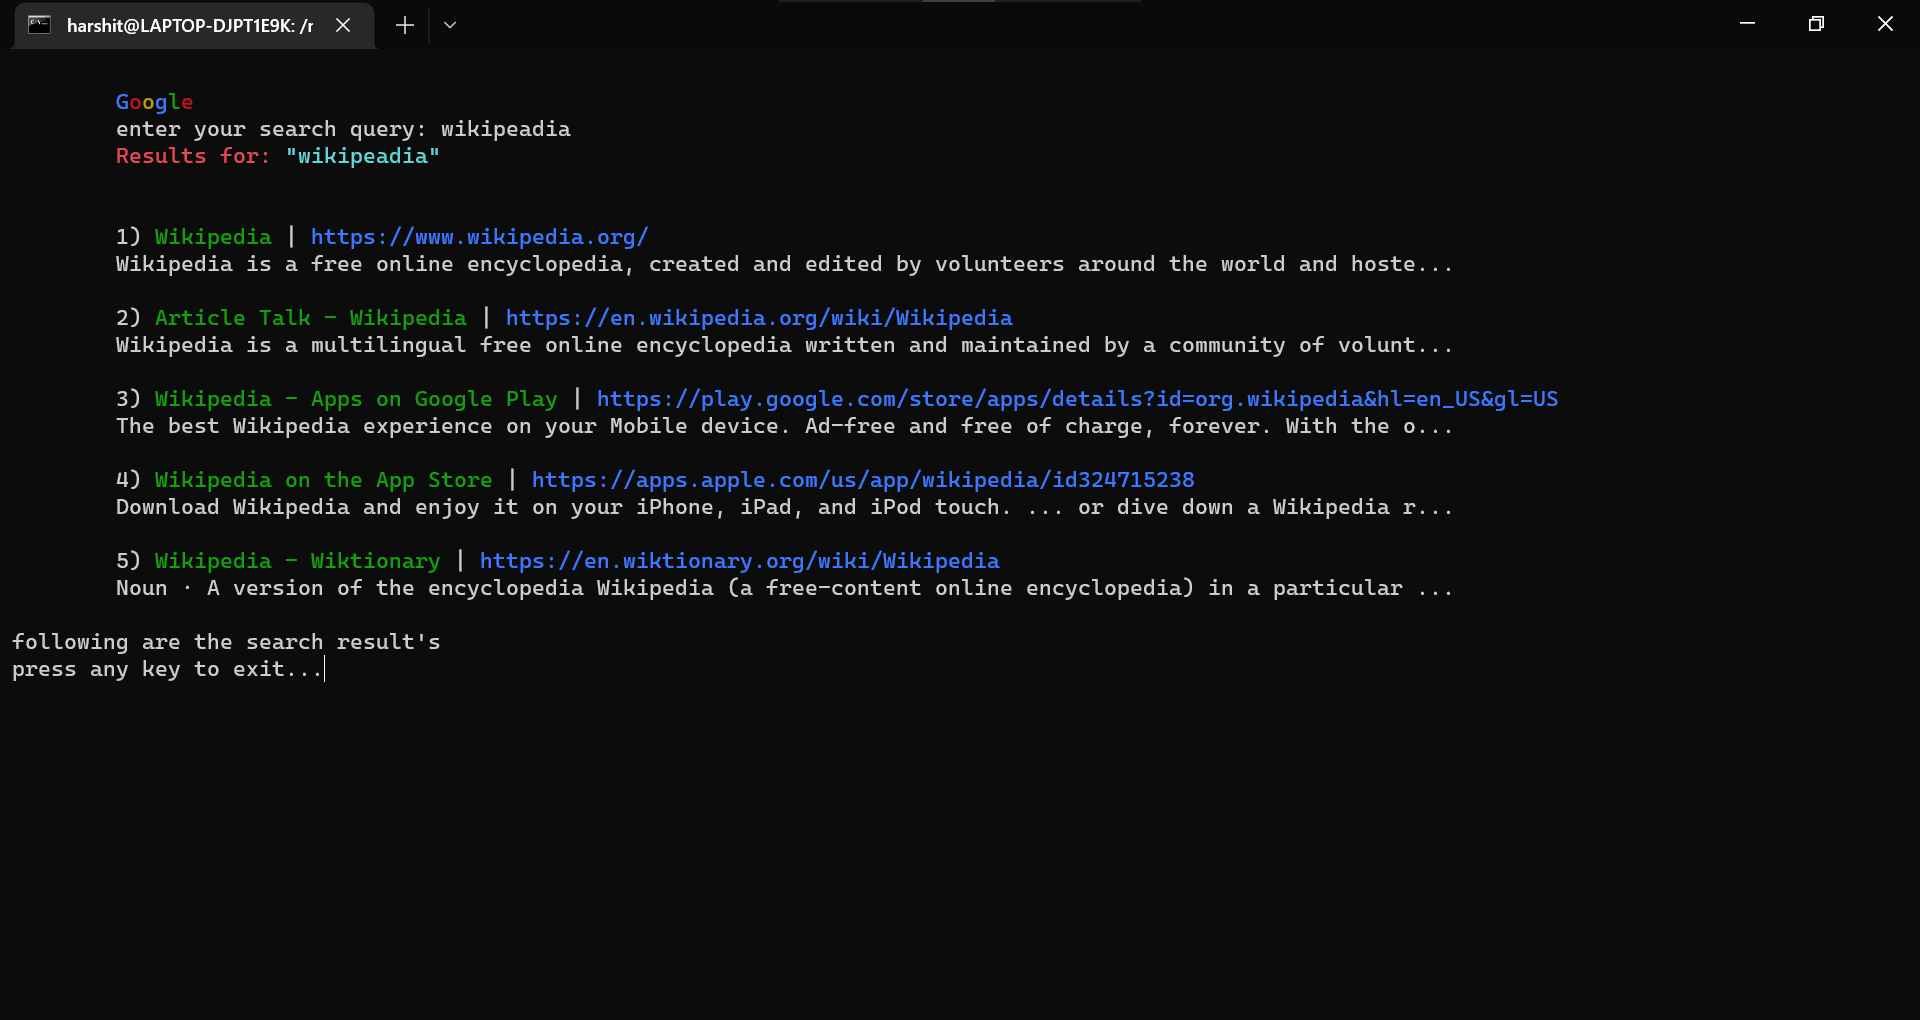 harshit@LAPTOP-DJPT1E9K: /r
Google
enter your search query: wikipeadia
Results for: "wikipeadia"
1) Wikipedia | https://www.wikipedia.org/
Wikipedia is a free online encyclopedia, created and edited by volunteers around the world and hoste...
2) Article Talk - Wikipedia | https://en.wikipedia.org/wiki/Wikipedia
Wikipedia is a multilingual free online encyclopedia written and maintained by a community of volunt...
3) Wikipedia - Apps on Google Play | https://play.google.com/store/apps/details?id=org.wikipedia&hl=en_US&gl=US
The best Wikipedia experience on your Mobile device. Ad-free and free of charge, forever. With the o...
4) Wikipedia on the App Store | https://apps.apple.com/us/app/wikipedia/id324715238
Download Wikipedia and enjoy it on your iPhone, iPad, and iPod touch. ... or dive down a Wikipedia r...
5) Wikipedia - Wiktionary | https://en.wiktionary.org/wiki/Wikipedia
Noun · A version of the encyclopedia Wikipedia (a free-content online encyclopedia) in a particular ...
following are the search result's
press any key to exit...